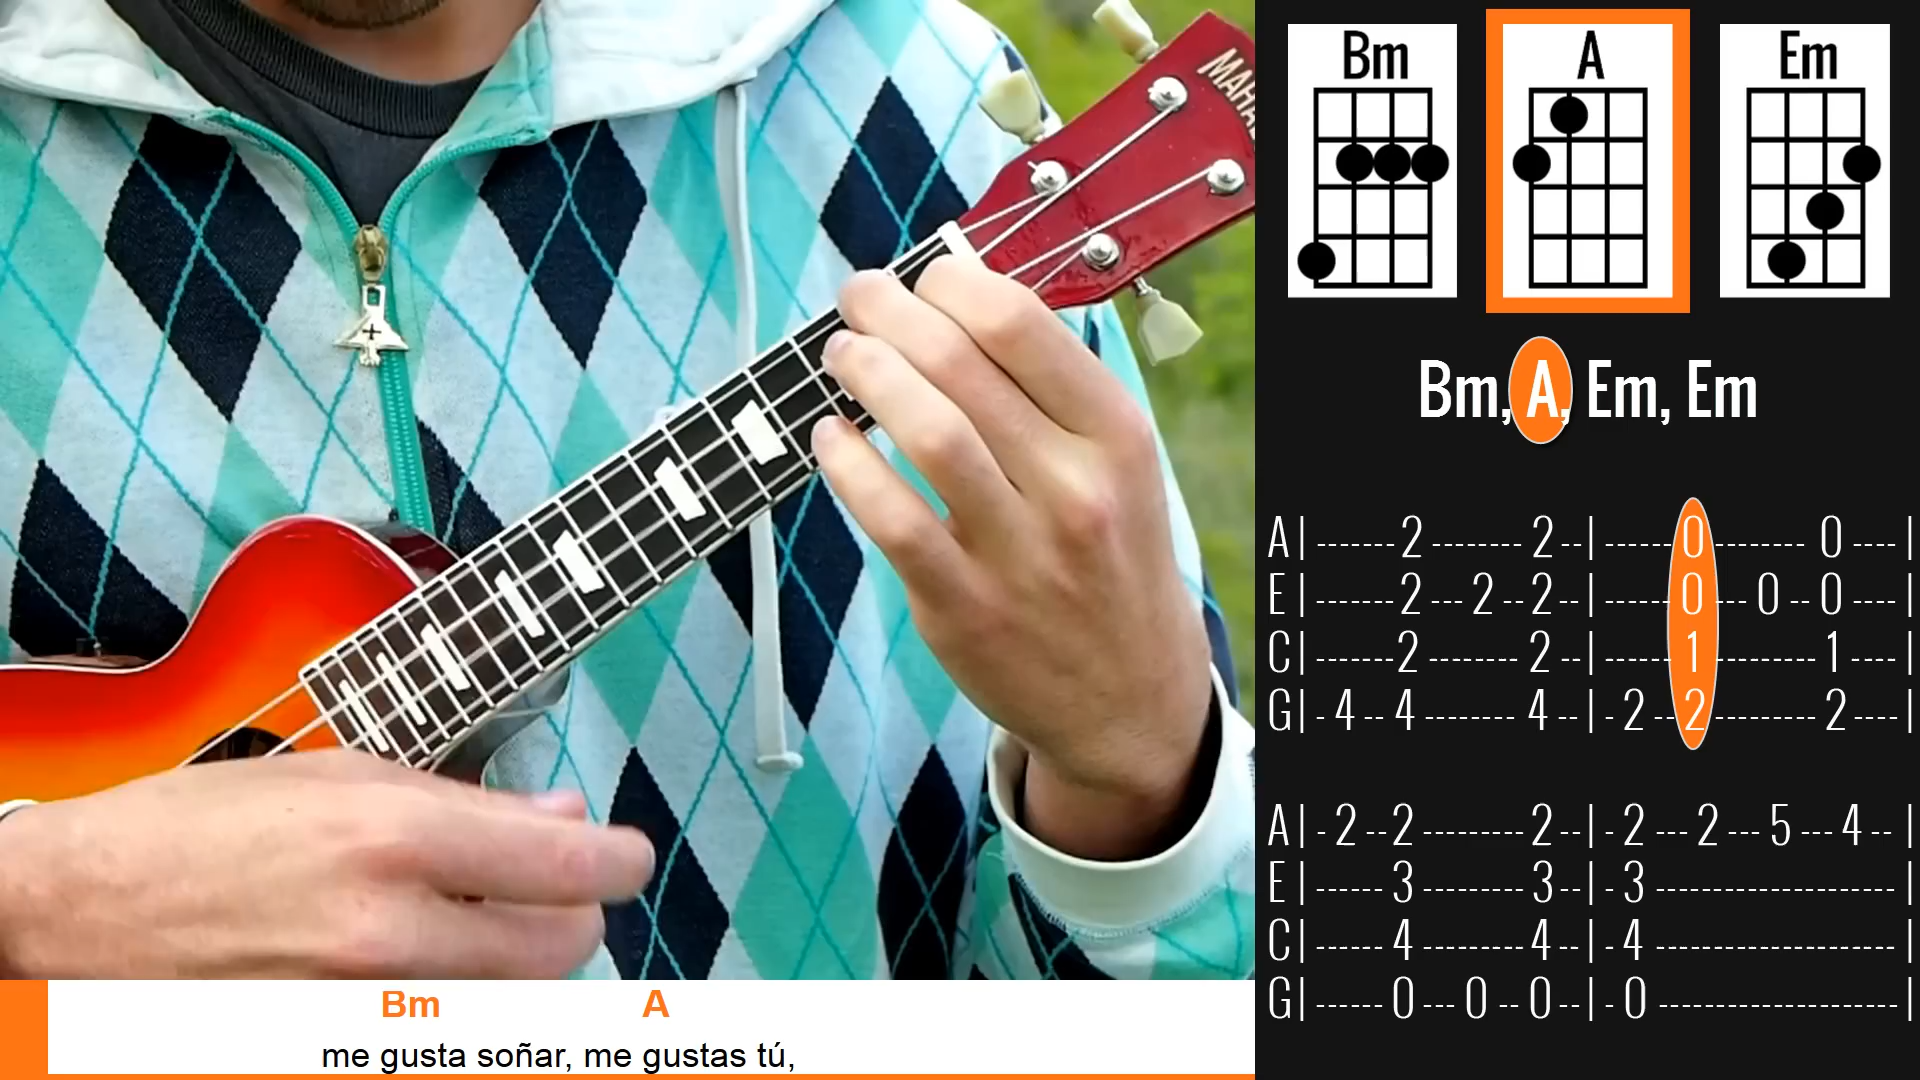 MAHA
Bm A Em
Bm, A, Em, Em
A|-------2--------2--|------0--------0----|
E|-------2---2--2--|------0---0--0----|
C|-------2--------2--|------1--------1----|
G|-4--4--------4--|-2--2--------2----|
A|-2--2--------2--|-2---2---5---4--|
E|------3--------3--|-3--------------------|
C|------4--------4--|-4--------------------|
G|------0---0--0--|-0--------------------|
Bm A
me gusta soñar, me gustas tú,